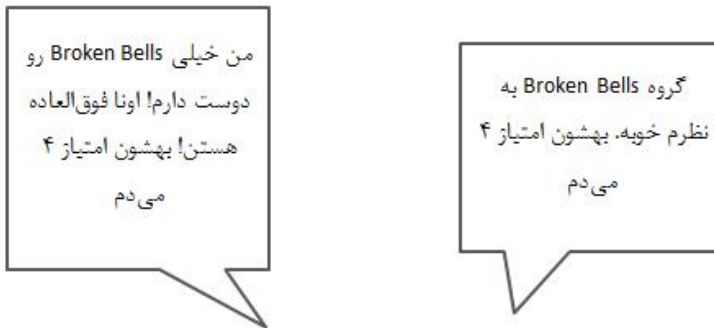 من خیلی Broken Bells رو
دوست دارم! اونا فوق‌العاده
هستن! بهشون امتیاز ۴
می‌دم
گروه Broken Bells به
نظرم خوبه. بهشون امتیاز ۴
می‌دم